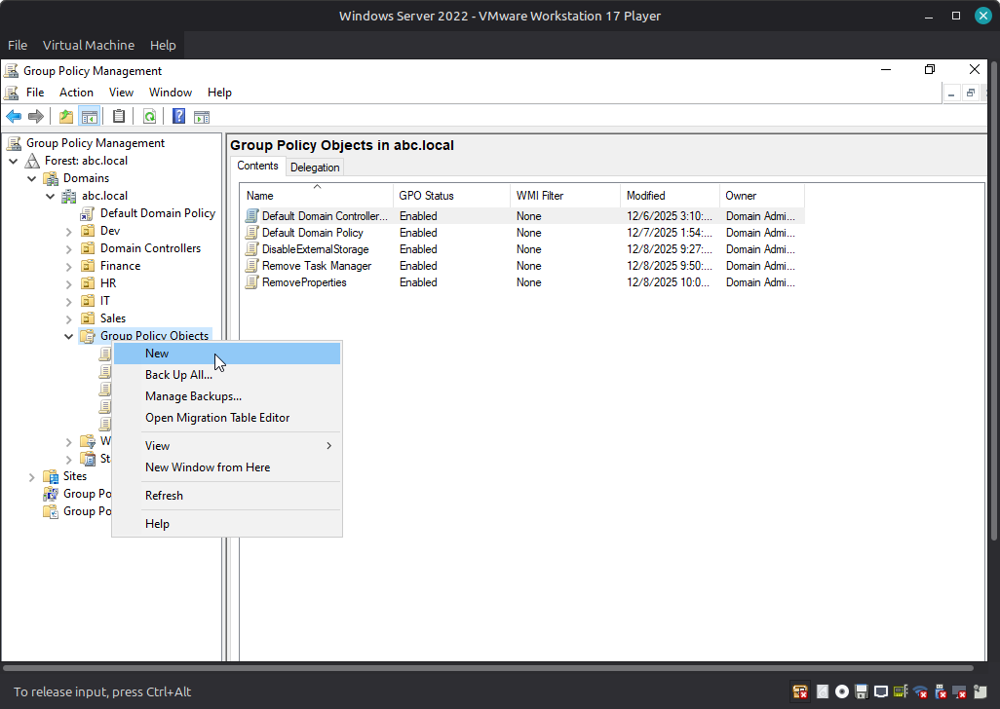 Windows Server 2022 - VMware Workstation 17 Player
File Virtual Machine Help
Group Policy Management
File Action View Window Help
Group Policy Management
Forest: abc.local
Domains
abc.local
Default Domain Policy
Dev
Domain Controllers
Finance
HR
IT
Sales
Group Policy Objects
W
St
Sites
Group Po
Group Po
New
Back Up All...
Manage Backups...
Open Migration Table Editor
View
New Window from Here
Refresh
Help
Group Policy Objects in abc.local
Contents Delegation
Name GPO Status WMI Filter Modified Owner
Default Domain Controller... Enabled None 12/6/2025 3:10:... Domain Admi...
Default Domain Policy Enabled None 12/7/2025 1:54:... Domain Admi...
DisableExternalStorage Enabled None 12/8/2025 9:27:... Domain Admi...
Remove Task Manager Enabled None 12/8/2025 9:50:... Domain Admi...
RemoveProperties Enabled None 12/8/2025 10:0... Domain Admi...
To release input, press Ctrl+Alt